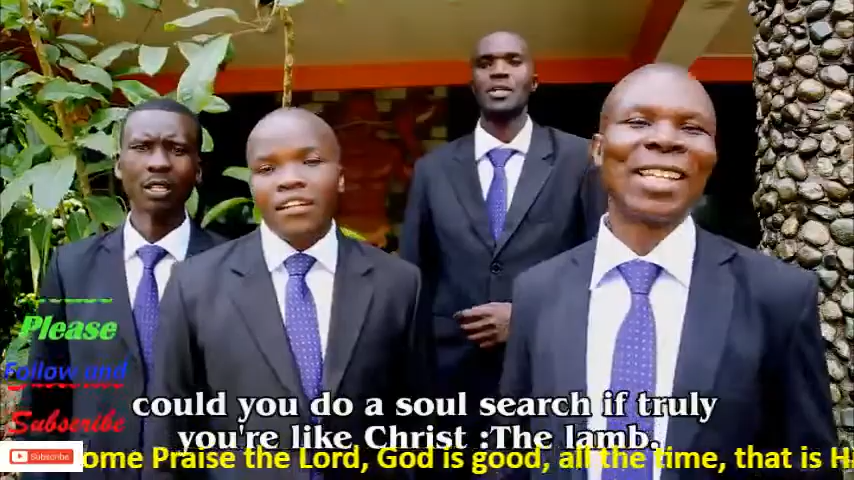 Please
Follow and
Subscribe
could you do a soul search if truly
you're like Christ :The lamb.
Subscribe
ome Praise the Lord, God is good, all the time, that is H